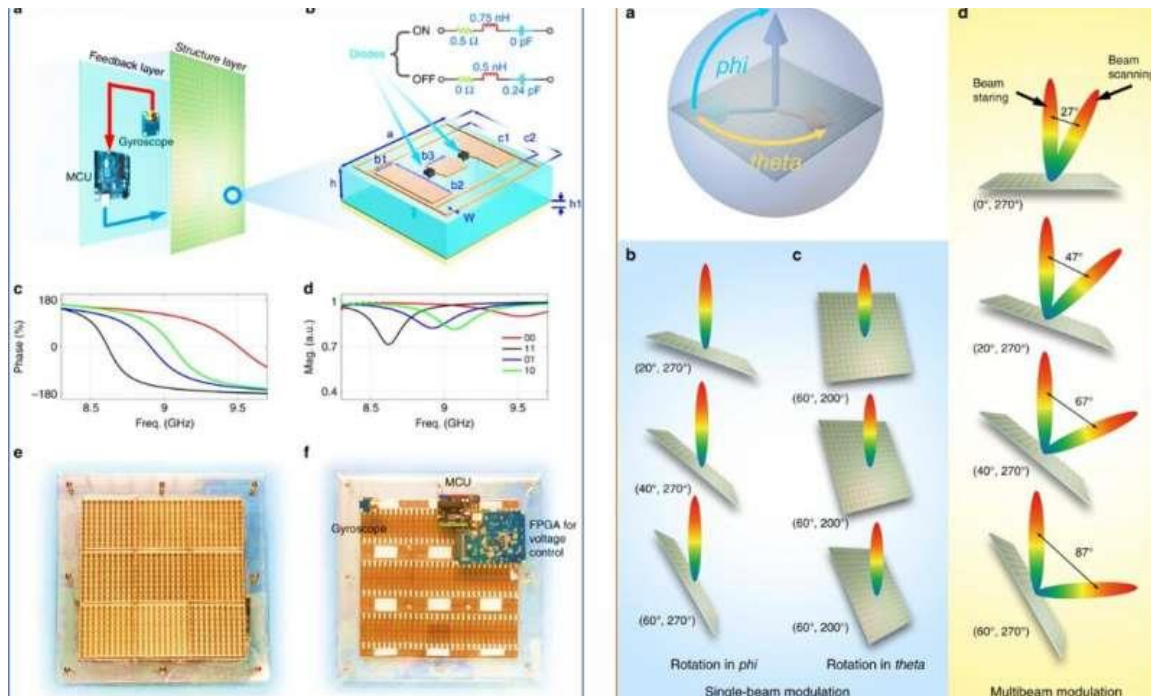 a
Feedback layer
Structure layer
Gyroscope
MCU
b
Diodes
ON
0.75 nH
0.5 Ω
0 pF
OFF
0.5 nH
0 Ω
0.24 pF
a
c1
c2
b1
b3
b2
h
h1
W
c
180
0
−180
Phase (%)
8.5
9
9.5
Freq. (GHz)
d
1
0.7
0.4
Mag. (a.u.)
00
11
01
10
8.5
9
9.5
Freq. (GHz)
e
f
MCU
Gyroscope
FPGA for
voltage
control
a
phi
theta
b
(20°, 270°)
(40°, 270°)
(60°, 270°)
Rotation in phi
c
(60°, 200°)
(60°, 200°)
(60°, 200°)
Rotation in theta
Single-beam modulation
d
Beam
staring
Beam
scanning
27°
(0°, 270°)
47°
(20°, 270°)
67°
(40°, 270°)
87°
(60°, 270°)
Multibeam modulation